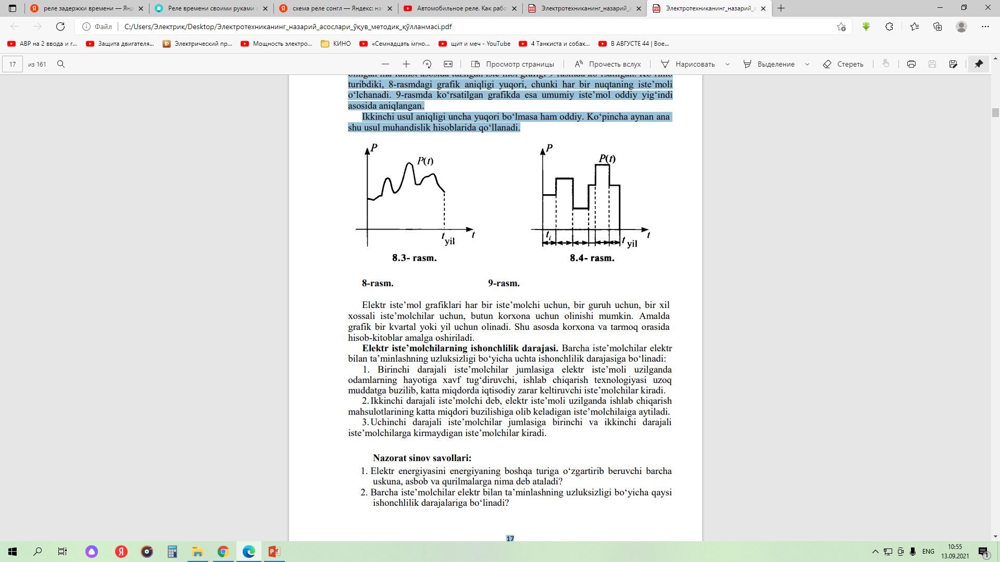 реле задержки времени — Янд
Реле времени своими руками
схема реле сонгл — Яндекс: на
Автомобильное реле. Как рабо
Электротехниканинг_назарий_
Электротехниканинг_назарий_
Файл
C:/Users/Электрик/Desktop/Электротехниканинг_назарий_асослари_ўқув_методик_қўлланмасі.pdf
АВР на 2 ввода и г...
Защита двигателя...
Электрический пр...
Мощность электро...
КИНО
«Семнадцать мгно...
щит и меч - YouTube
4 Танкиста и собак...
В АВГУСТЕ 44 | Вое...
17 из 161
Просмотр страницы
Прочесть вслух
Нарисовать
Выделение
Стереть
turibdiki, 8-rasmdagi grafik aniqligi yuqori, chunki har bir nuqtaning iste’moli
o‘lchanadi. 9-rasmda ko‘rsatilgan grafikda esa umumiy iste’mol oddiy yig‘indi
asosida aniqlangan.
Ikkinchi usul aniqligi uncha yuqori bo‘lmasa ham oddiy. Ko‘pincha aynan ana
shu usul muhandislik hisoblarida qo‘llanadi.
P
P(t)
t yil
t
8.3- rasm.
P
P(t)
ti
t yil
t
8.4- rasm.
8-rasm. 9-rasm.
Elektr iste’mol grafiklari har bir iste’molchi uchun, bir guruh uchun, bir xil
xossali iste’molchilar uchun, butun korxona uchun olinishi mumkin. Amalda
grafik bir kvartal yoki yil uchun olinadi. Shu asosda korxona va tarmoq orasida
hisob-kitoblar amalga oshiriladi.
Elektr iste’molchilarning ishonchlilik darajasi. Barcha iste’molchilar elektr
bilan ta’minlashning uzluksizligi bo‘yicha uchta ishonchlilik darajasiga bo‘linadi:
1. Birinchi darajali iste’molchilar jumlasiga elektr iste’moli uzilganda
odamlarning hayotiga xavf tug‘diruvchi, ishlab chiqarish texnologiyasi uzoq
muddatga buzilib, katta miqdorda iqtisodiy zarar keltiruvchi iste’molchilar kiradi.
2. Ikkinchi darajali iste’molchi deb, elektr iste’moli uzilganda ishlab chiqarish
mahsulotlarining katta miqdori buzilishiga olib keladigan iste’molchilaiga aytiladi.
3. Uchinchi darajali iste’molchilar jumlasiga birinchi va ikkinchi darajali
iste’molchilarga kirmaydigan iste’molchilar kiradi.
Nazorat sinov savollari:
1. Elektr energiyasini energiyaning boshqa turiga o‘zgartirib beruvchi barcha
uskuna, asbob va qurilmalarga nima deb ataladi?
2. Barcha iste’molchilar elektr bilan ta’minlashning uzluksizligi bo‘yicha qaysi
ishonchlilik darajalariga bo‘linadi?
17
ENG
10:55
13.09.2021
1